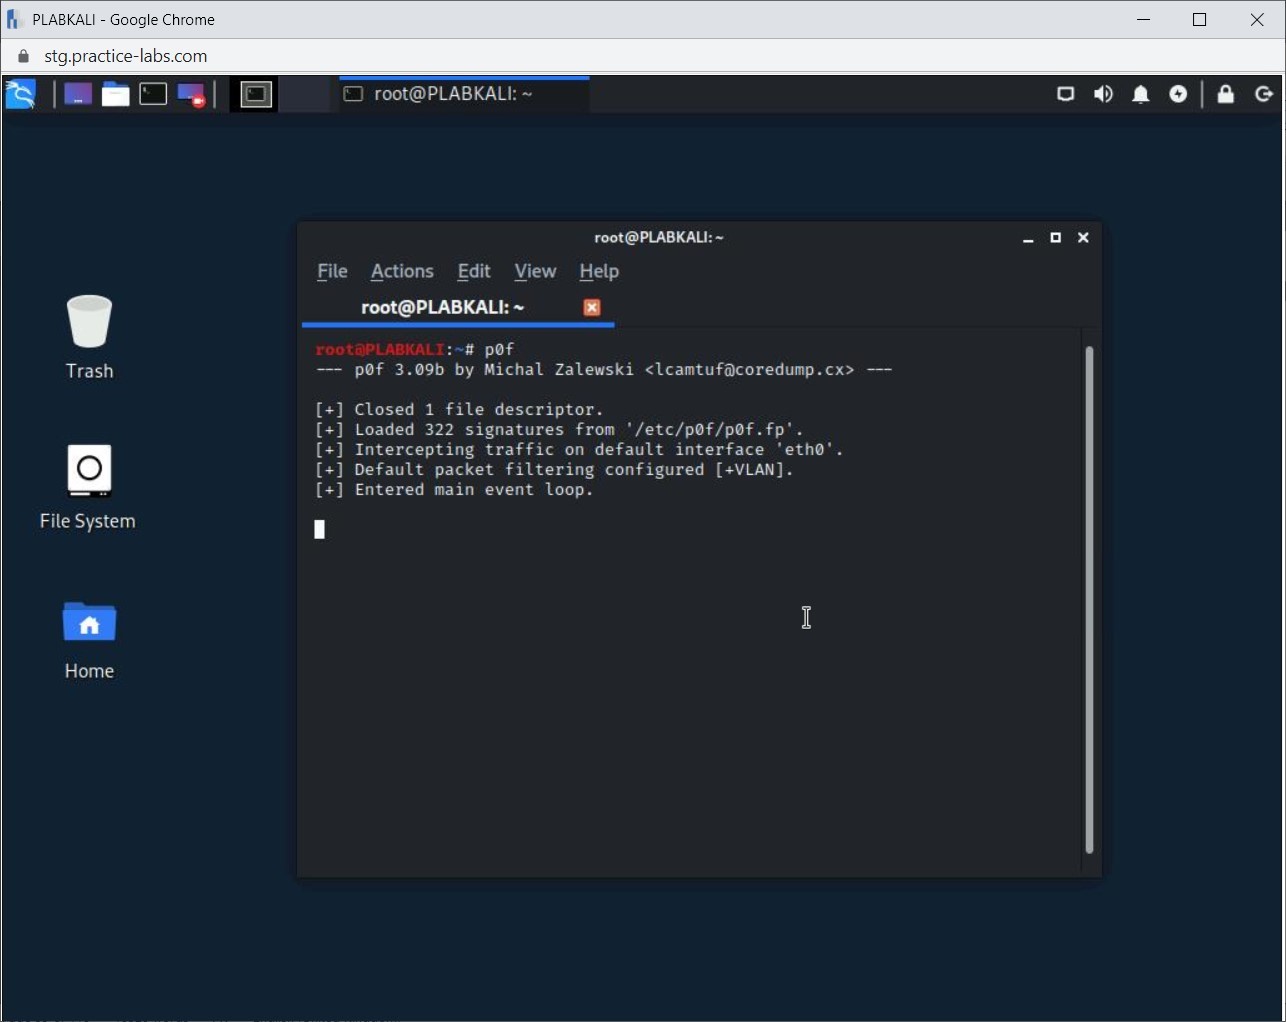 PLABKALI - Google Chrome
stg.practice-labs.com
root@PLABKALI: ~
root@PLABKALI:~
File Actions Edit View Help
root@PLABKALI: ~
root@PLABKALI:~# p0f
--- p0f 3.09b by Michal Zalewski <lcamtuf@coredump.cx> ---
[+] Closed 1 file descriptor.
[+] Loaded 322 signatures from '/etc/p0f/p0f.fp'.
[+] Intercepting traffic on default interface 'eth0'.
[+] Default packet filtering configured [+VLAN].
[+] Entered main event loop.
Trash
File System
Home